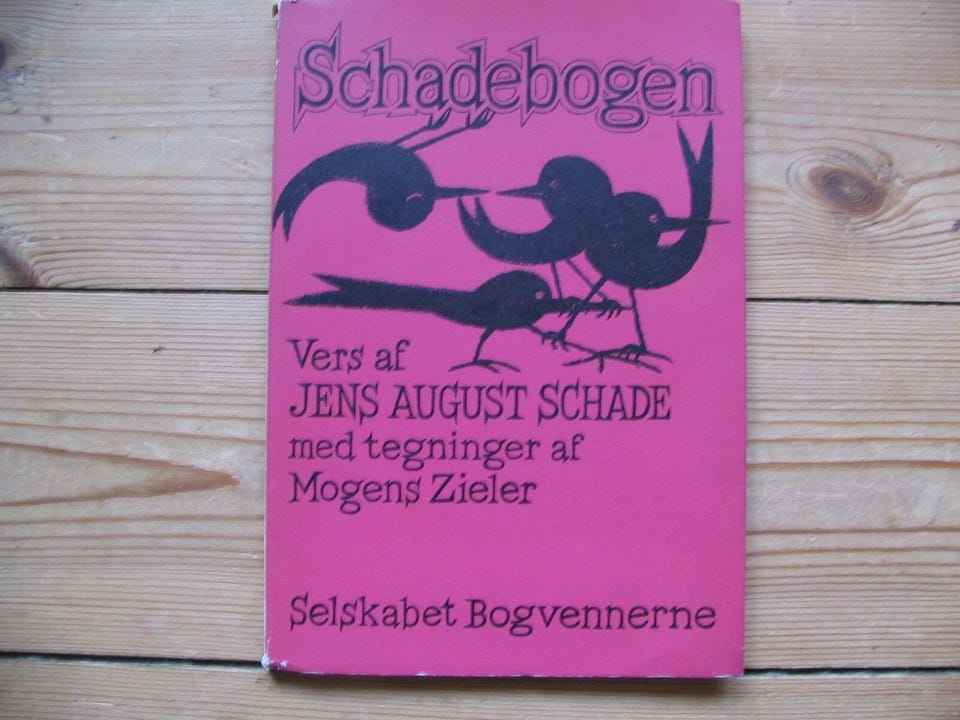 Schadebogen
Vers af
JENS AUGUST SCHADE
med tegninger af
Mogens Zieler
Selskabet Bogvennerne